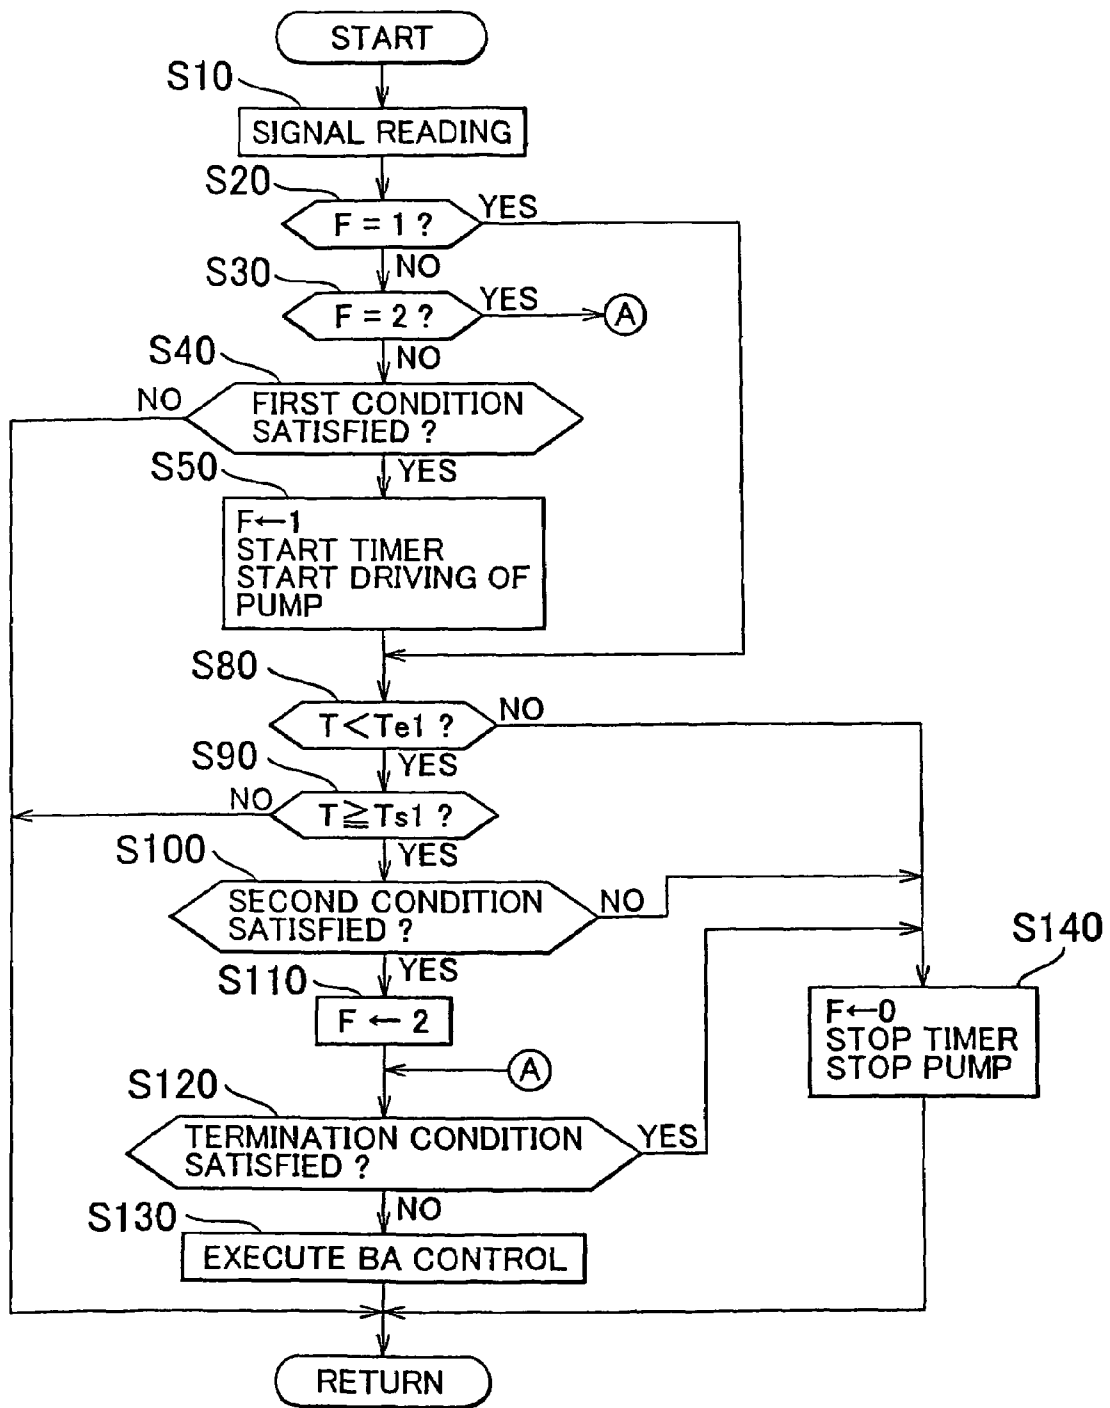 START
S10
SIGNAL READING
S20
F = 1 ?
YES
NO
S30
F = 2 ?
YES
A
NO
S40
NO
FIRST CONDITION
SATISFIED ?
YES
S50
F←1
START TIMER
START DRIVING OF
PUMP
S80
T<Te1 ?
NO
YES
S90
NO
T≧Ts1 ?
YES
S100
SECOND CONDITION
SATISFIED ?
NO
YES
S110
F ← 2
S140
F←0
STOP TIMER
STOP PUMP
A
S120
TERMINATION CONDITION
SATISFIED ?
YES
NO
S130
EXECUTE BA CONTROL
RETURN